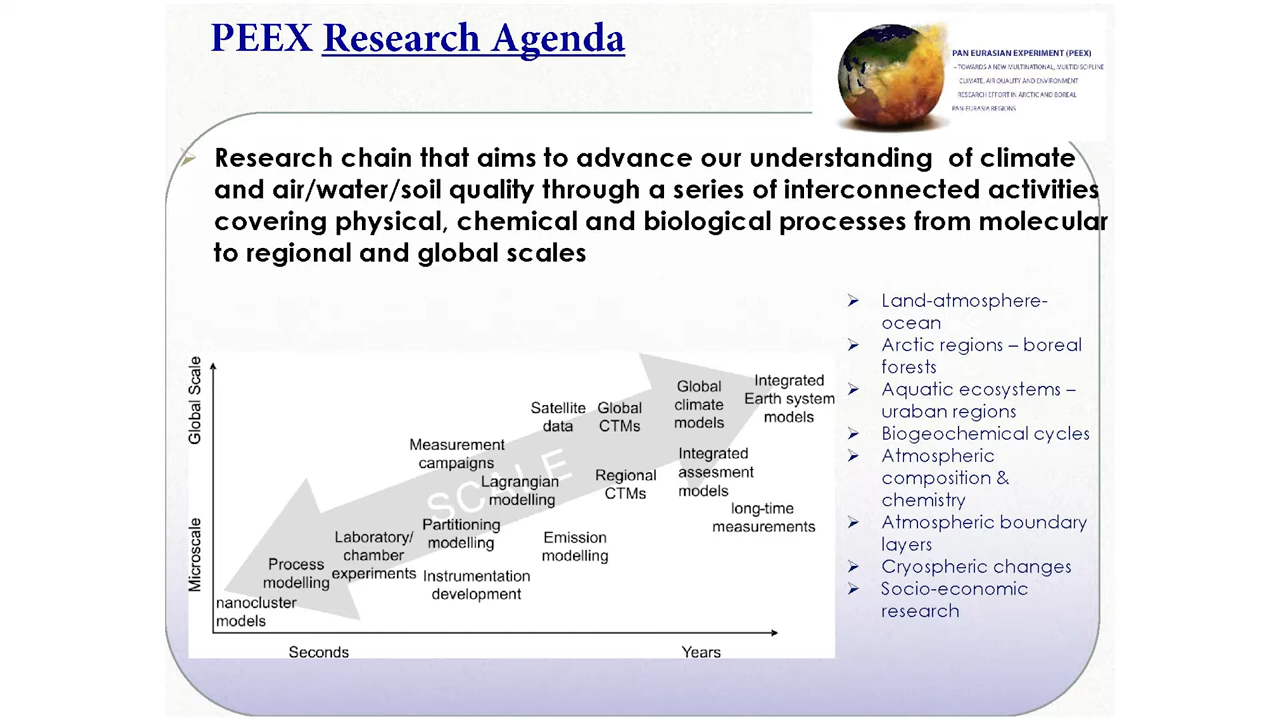 PEEX Research Agenda
PAN EURASIAN EXPERIMENT (PEEX)
– TOWARDS A NEW MULTINATIONAL, MULTIDISCIPLINE
CLIMATE, AIR QUALITY AND ENVIRONMENT
RESEARCH EFFORT IN ARCTIC AND BOREAL
PAN-EURASIA REGIONS
Research chain that aims to advance our understanding of climate
and air/water/soil quality through a series of interconnected activities
covering physical, chemical and biological processes from molecular
to regional and global scales
Global Scale
Microscale
SCALE
nanocluster
models
Process
modelling
Laboratory/
chamber
experiments
Measurement
campaigns
Lagrangian
modelling
Partitioning
modelling
Instrumentation
development
Satellite
data
Global
CTMs
Regional
CTMs
Emission
modelling
Global
climate
models
Integrated
assesment
models
Integrated
Earth system
models
long-time
measurements
Seconds
Years
Land-atmosphere-
ocean
Arctic regions – boreal
forests
Aquatic ecosystems –
uraban regions
Biogeochemical cycles
Atmospheric
composition &
chemistry
Atmospheric boundary
layers
Cryospheric changes
Socio-economic
research